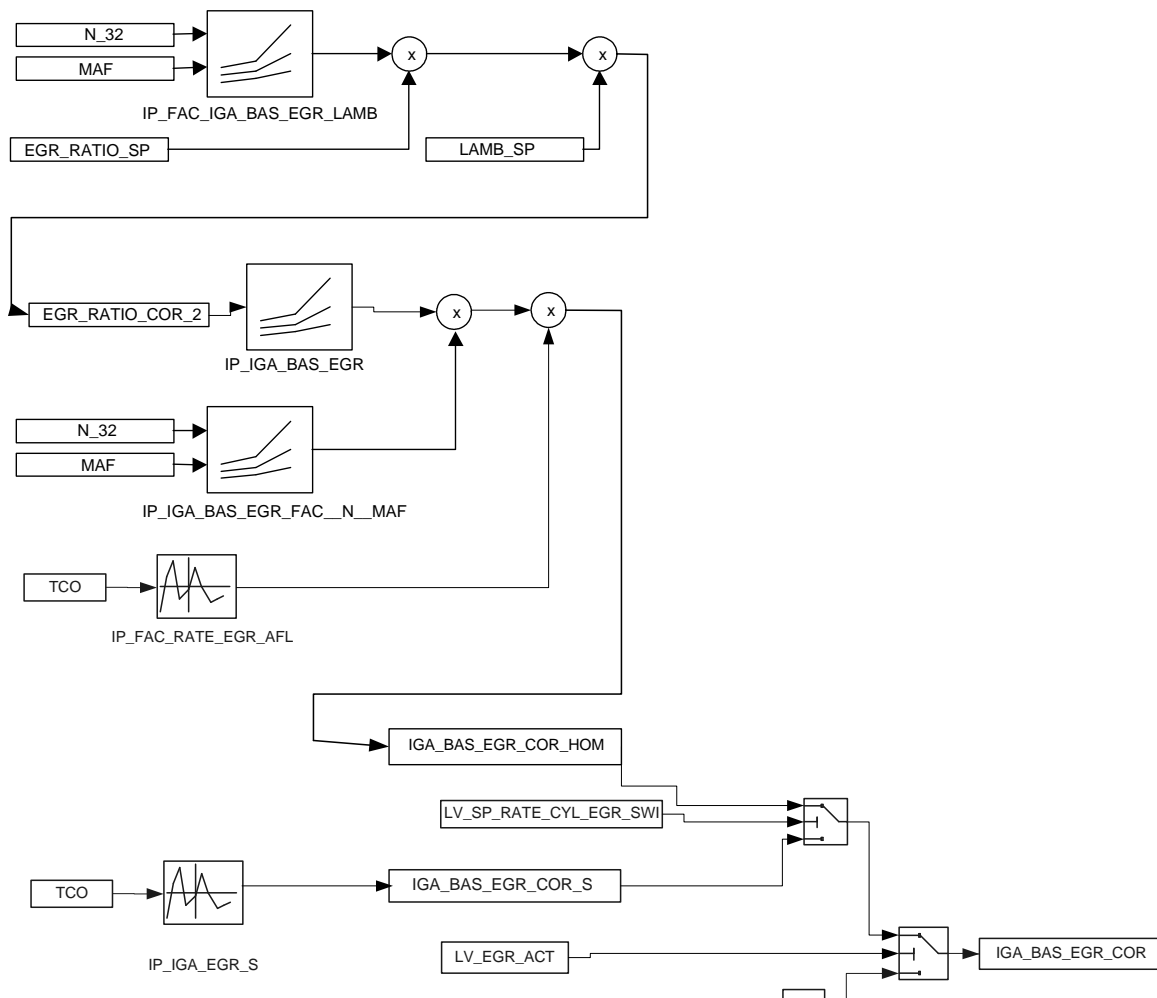 N_32
MAF
x
x
IP_FAC_IGA_BAS_EGR_LAMB
EGR_RATIO_SP
LAMB_SP
EGR_RATIO_COR_2
x
x
IP_IGA_BAS_EGR
N_32
MAF
IP_IGA_BAS_EGR_FAC__N__MAF
TCO
IP_FAC_RATE_EGR_AFL
IGA_BAS_EGR_COR_HOM
LV_SP_RATE_CYL_EGR_SWI
TCO
IGA_BAS_EGR_COR_S
IP_IGA_EGR_S
LV_EGR_ACT
IGA_BAS_EGR_COR